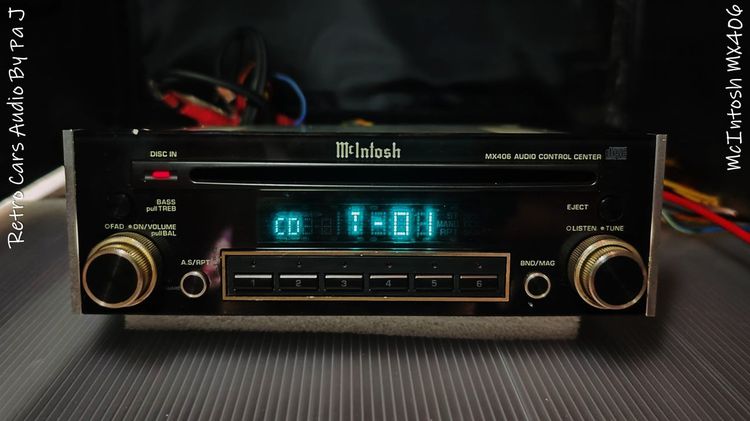 Retro Cars Audio By Pa J
McIntosh MX406
DISC IN
McIntosh
MX406 AUDIO CONTROL CENTER
BASS
pull TREB
EJECT
FAD DN/VOLUME
pull BAL
CD T-01
LISTEN TUNE
A.S/RPT
BND/MAG
1 2 3 4 5 6